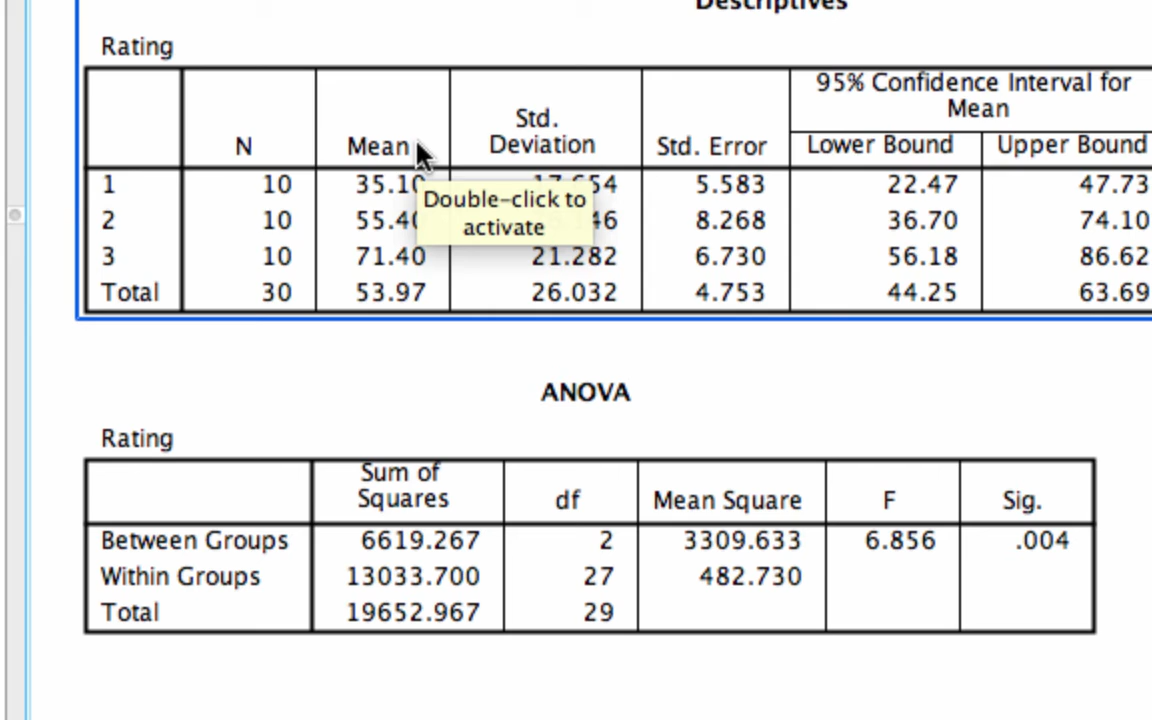 Descriptives
Rating
95% Confidence Interval for
Mean
N Mean Std. Deviation Std. Error Lower Bound Upper Bound
1 10 35.10 5.583 22.47 47.73
2 10 55.40 8.268 36.70 74.10
3 10 71.40 21.282 6.730 56.18 86.62
Total 30 53.97 26.032 4.753 44.25 63.69
Double-click to
activate
ANOVA
Rating
Sum of Squares df Mean Square F Sig.
Between Groups 6619.267 2 3309.633 6.856 .004
Within Groups 13033.700 27 482.730
Total 19652.967 29